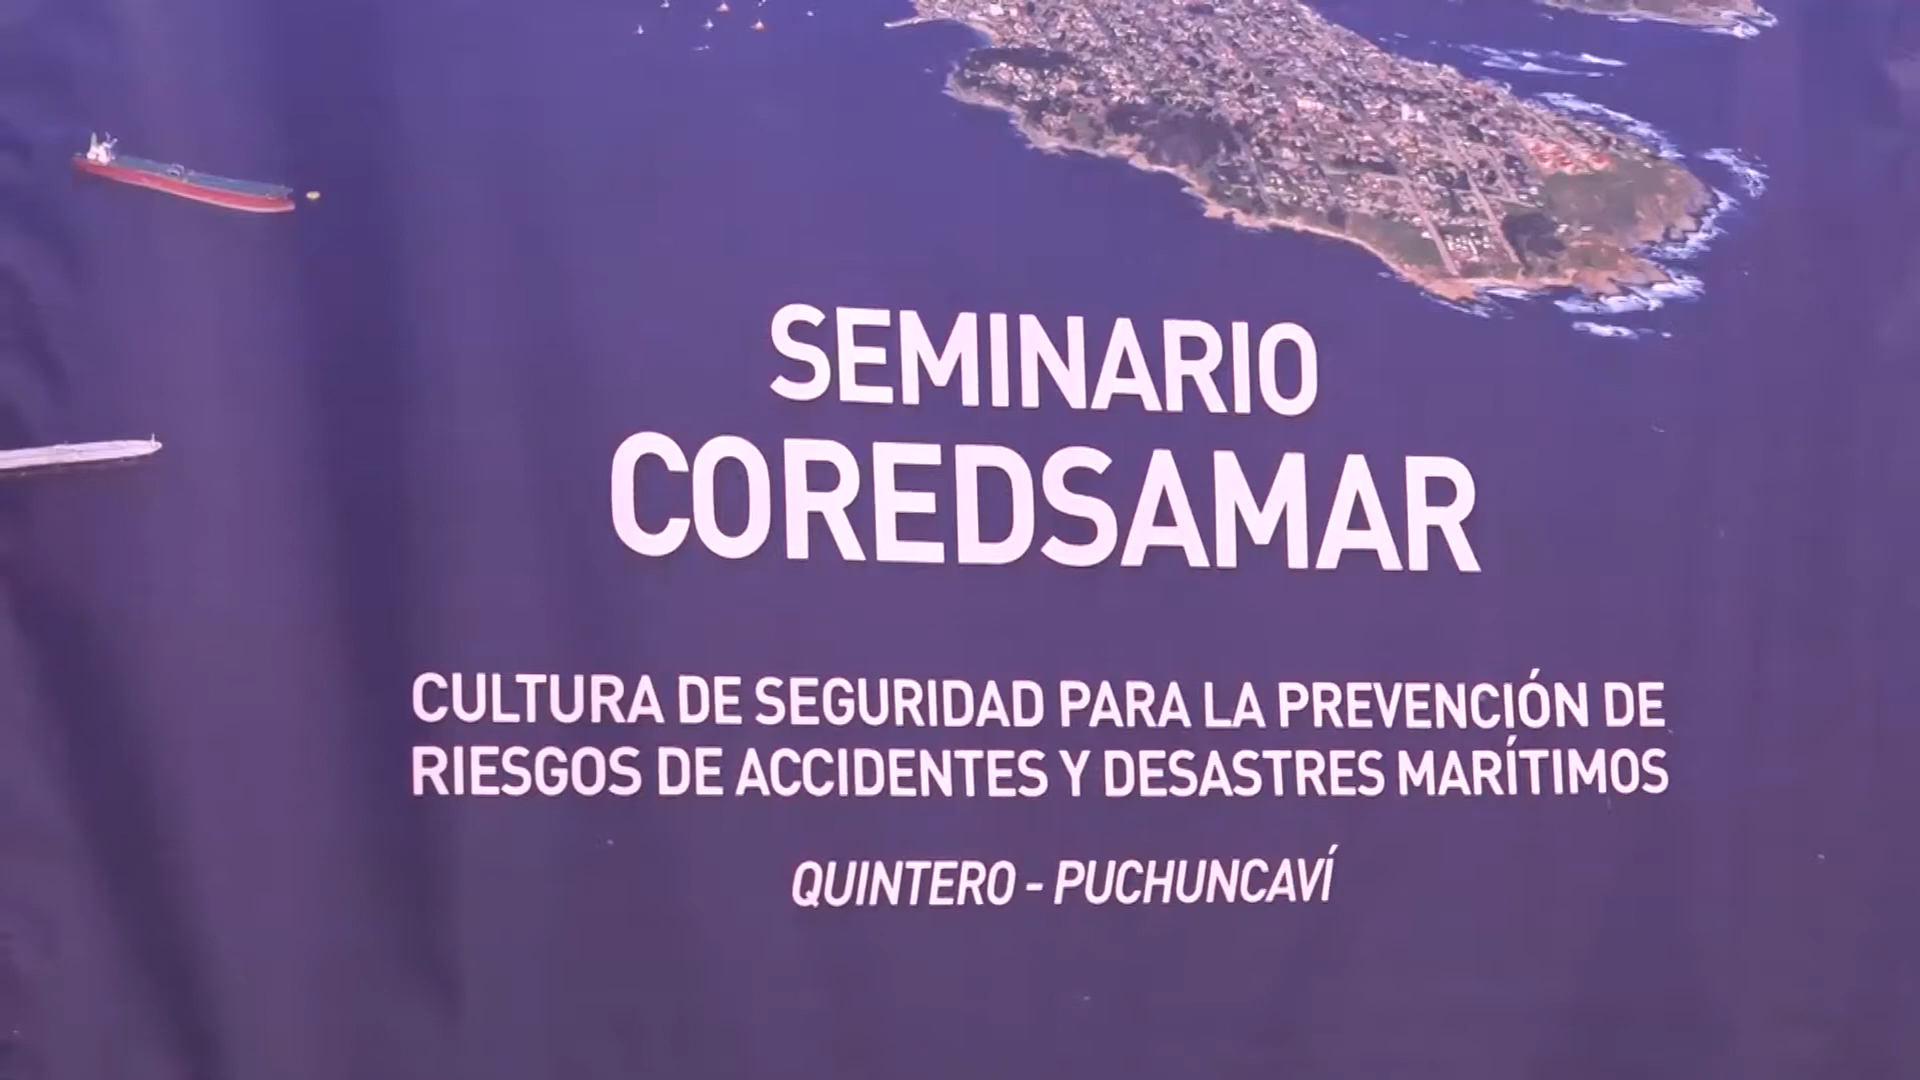 SEMINARIO
COREDSAMAR
CULTURA DE SEGURIDAD PARA LA PREVENCIÓN DE
RIESGOS DE ACCIDENTES Y DESASTRES MARÍTIMOS
QUINTERO - PUCHUNCAVÍ